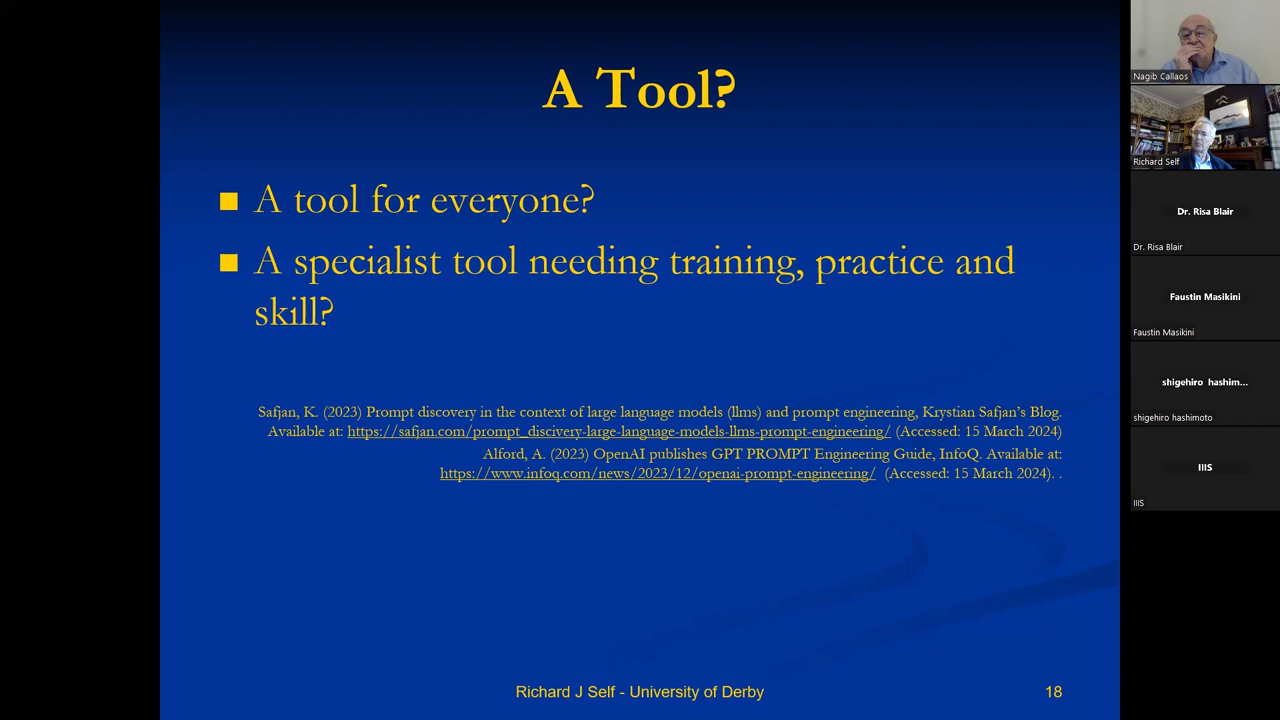 A Tool?
A tool for everyone?
A specialist tool needing training, practice and
skill?
Safjan, K. (2023) Prompt discovery in the context of large language models (llms) and prompt engineering, Krystian Safjan's Blog.
Available at: https://safjan.com/prompt_discivery-large-language-models-llms-prompt-engineering/ (Accessed: 15 March 2024)
Alford, A. (2023) OpenAI publishes GPT PROMPT Engineering Guide, InfoQ. Available at:
https://www.infoq.com/news/2023/12/openai-prompt-engineering/ (Accessed: 15 March 2024). .
Richard J Self - University of Derby
18
Nagib Callaos
Richard Self
Dr. Risa Blair
Dr. Risa Blair
Faustin Masikini
Faustin Masikini
shigehiro hashim...
shigehiro hashimoto
IIIS
IIIS